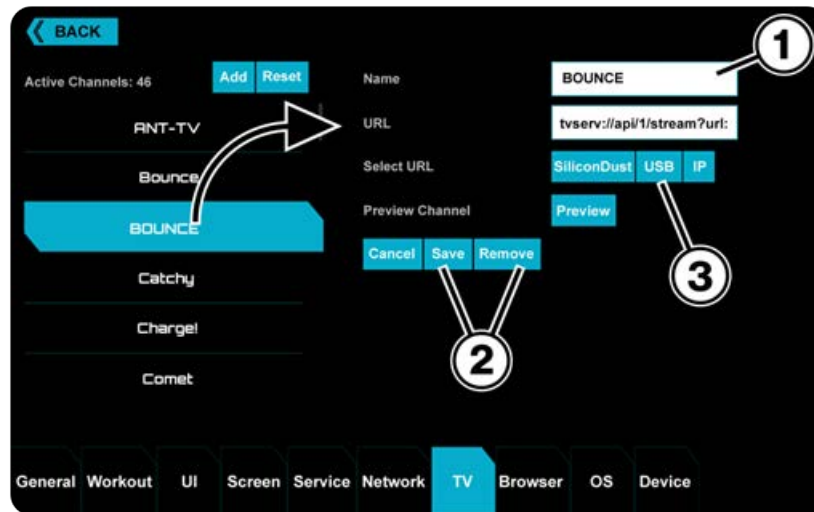 BACK
Active Channels: 46
Add
Reset
ANT-TV
Bounce
BOUNCE
Catchy
Charge!
Comet
Name
BOUNCE
URL
tvserv://api/1/stream?url:
Select URL
SiliconDust
USB
IP
Preview Channel
Preview
Cancel
Save
Remove
1
2
3
General
Workout
UI
Screen
Service
Network
TV
Browser
OS
Device